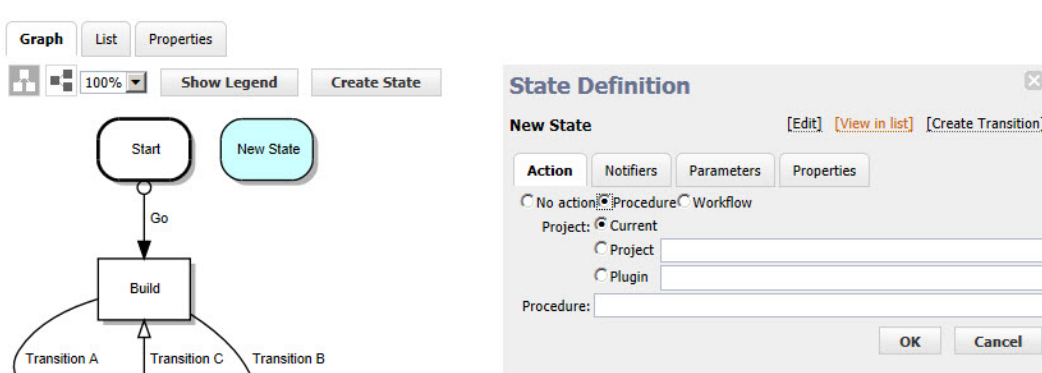 Graph List Properties
100% Show Legend Create State
Start
New State
Go
Build
Transition A
Transition C
Transition B
State Definition
New State [Edit] [View in list] [Create Transition]
Action Notifiers Parameters Properties
No action Procedure Workflow
Project: Current
Project
Plugin
Procedure:
OK Cancel